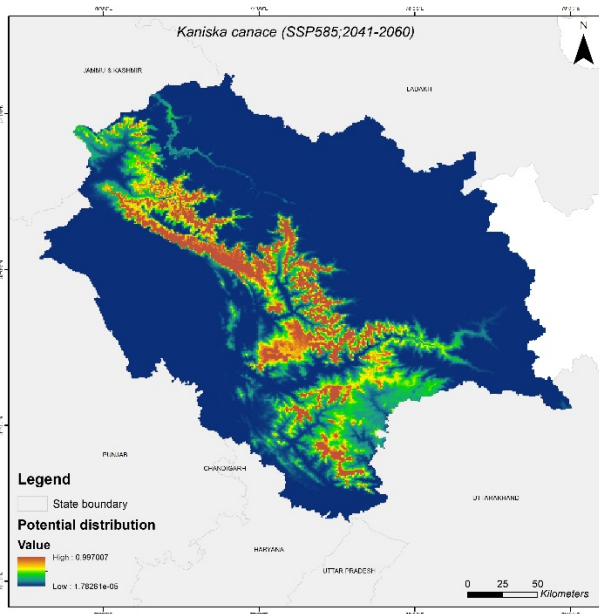 Kaniska canace (SSP585;2041-2060)
N
JAMMU & KASHMIR
LADAKH
PUNJAB
CHANDIGARH
UTTARAKHAND
HARYANA
UTTAR PRADESH
Legend
State boundary
Potential distribution
Value
High : 0.997007
Low : 1.78261e-06
0 25 50
Kilometers